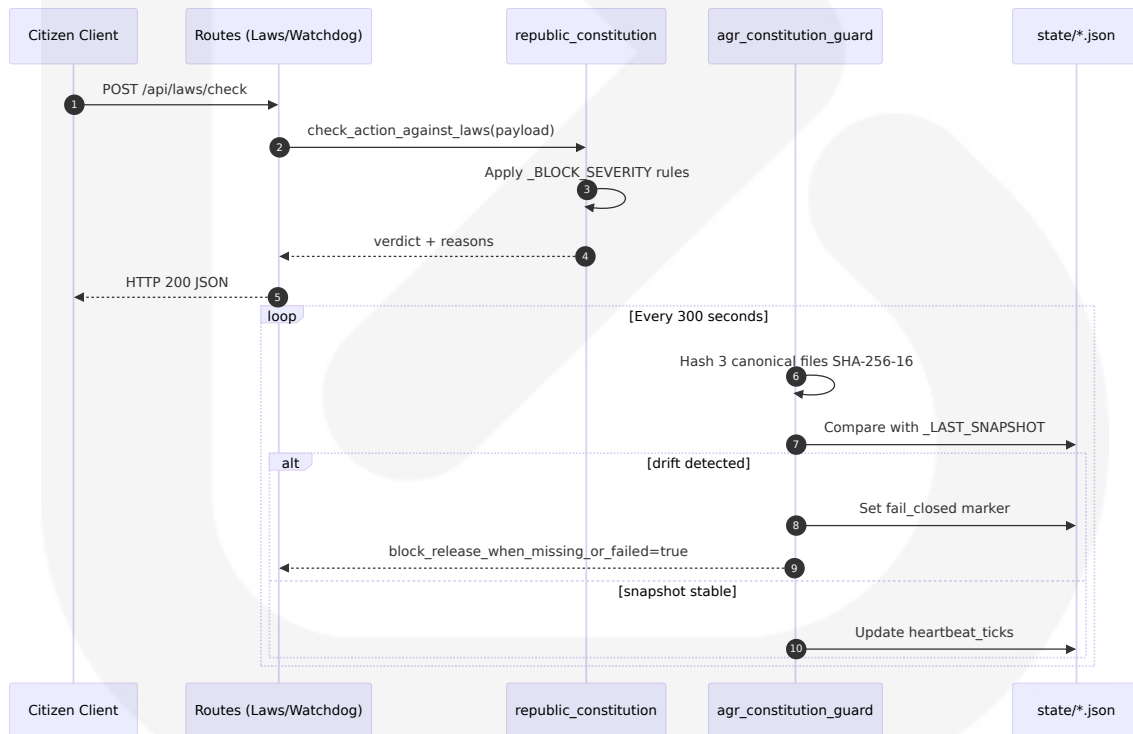 Citizen Client
Routes (Laws/Watchdog)
republic_constitution
agr_constitution_guard
state/*.json
POST /api/laws/check
1
check_action_against_laws(payload)
2
Apply _BLOCK_SEVERITY rules
3
verdict + reasons
4
HTTP 200 JSON
5
loop
[Every 300 seconds]
Hash 3 canonical files SHA-256-16
6
Compare with _LAST_SNAPSHOT
7
alt
[drift detected]
Set fail_closed marker
8
block_release_when_missing_or_failed=true
9
[snapshot stable]
Update heartbeat_ticks
10
Citizen Client
Routes (Laws/Watchdog)
republic_constitution
agr_constitution_guard
state/*.json